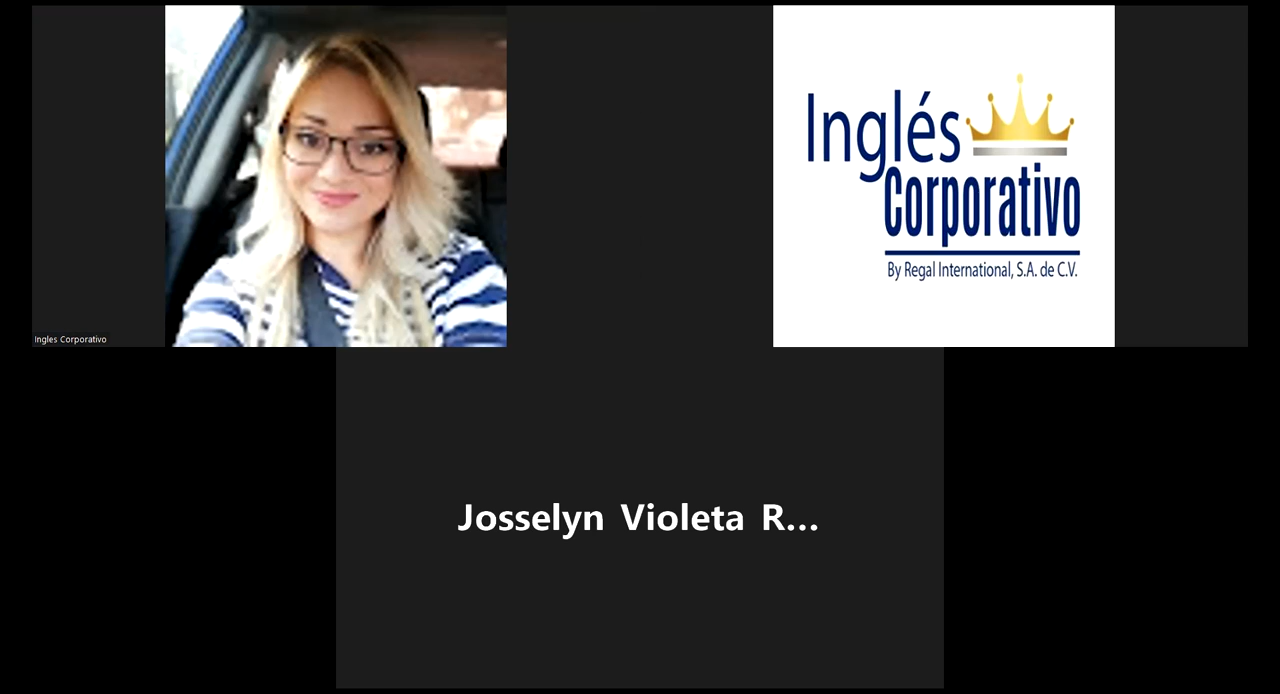 Ingles Corporativo
Inglés
Corporativo
By Regal International, S.A. de C.V.
Josselyn Violeta R...